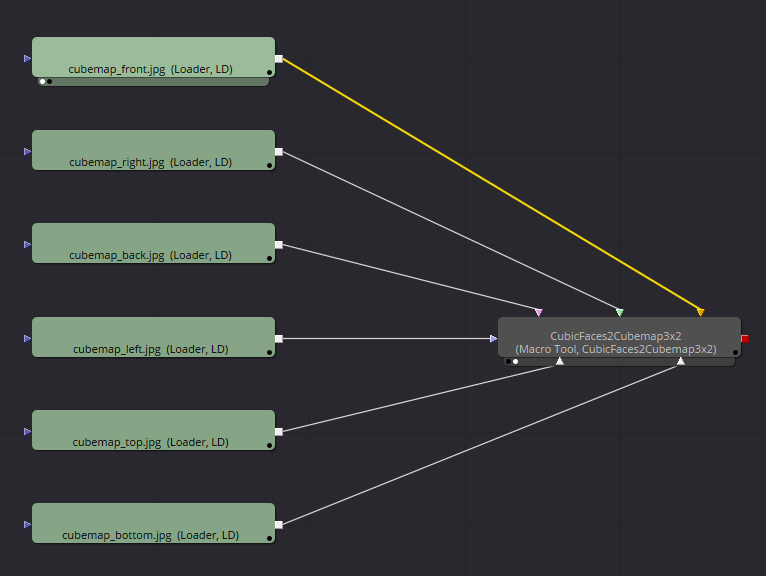 cubemap_front.jpg (Loader, LD)
cubemap_right.jpg (Loader, LD)
cubemap_back.jpg (Loader, LD)
cubemap_left.jpg (Loader, LD)
CubicFaces2Cubemap3x2
(Macro Tool, CubicFaces2Cubemap3x2)
cubemap_top.jpg (Loader, LD)
cubemap_bottom.jpg (Loader, LD)